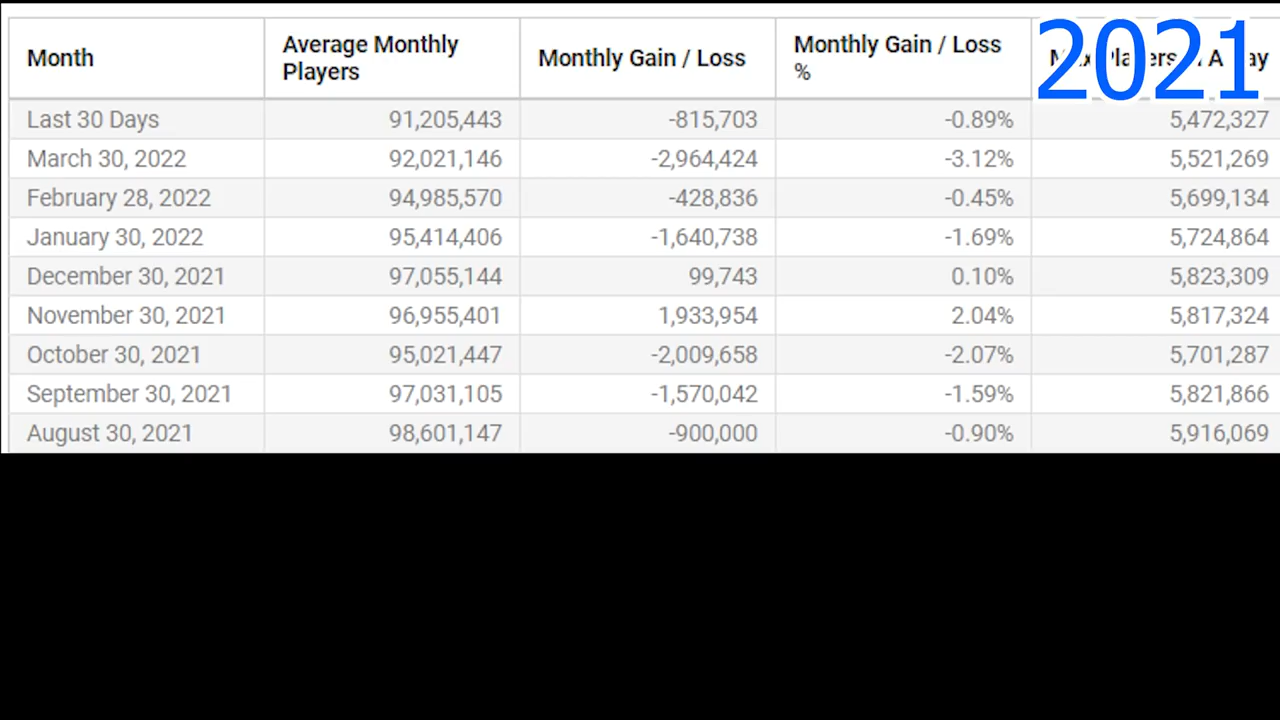 2021
Month Average Monthly Players Monthly Gain / Loss Monthly Gain / Loss % A
Last 30 Days 91,205,443 -815,703 -0.89% 5,472,327
March 30, 2022 92,021,146 -2,964,424 -3.12% 5,521,269
February 28, 2022 94,985,570 -428,836 -0.45% 5,699,134
January 30, 2022 95,414,406 -1,640,738 -1.69% 5,724,864
December 30, 2021 97,055,144 99,743 0.10% 5,823,309
November 30, 2021 96,955,401 1,933,954 2.04% 5,817,324
October 30, 2021 95,021,447 -2,009,658 -2.07% 5,701,287
September 30, 2021 97,031,105 -1,570,042 -1.59% 5,821,866
August 30, 2021 98,601,147 -900,000 -0.90% 5,916,069